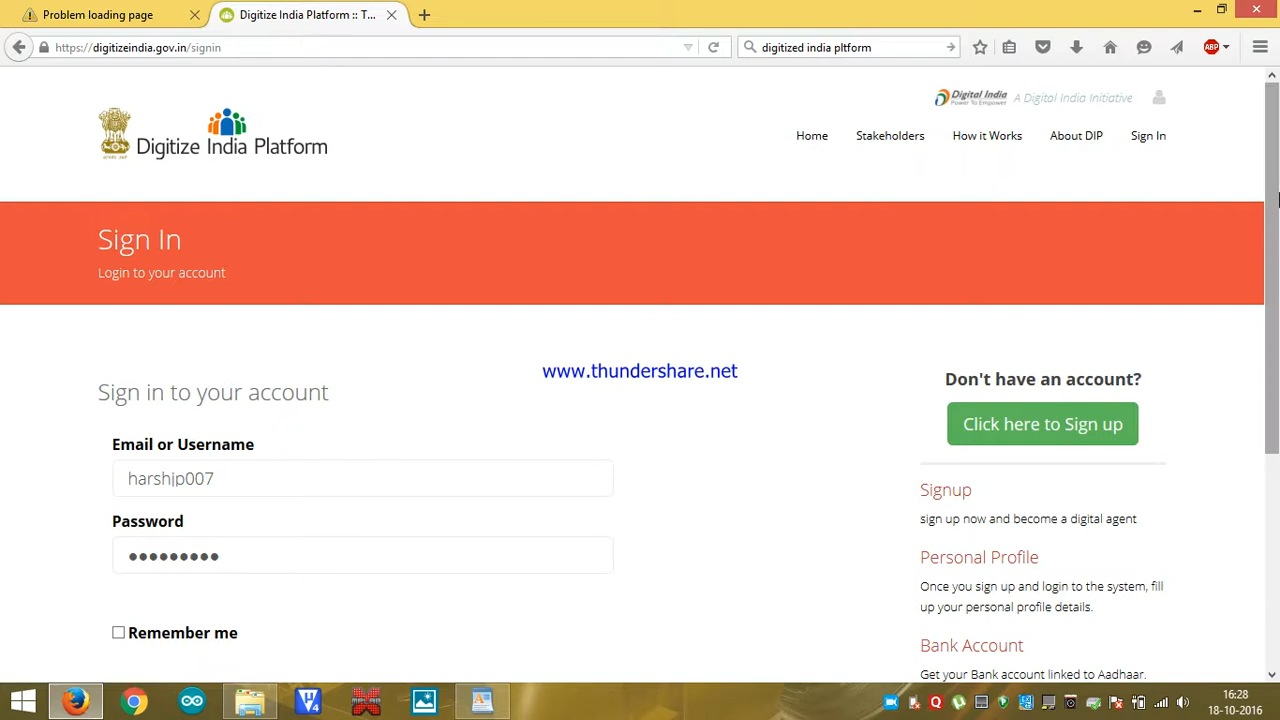 Problem loading page
Digitize India Platform :: T...
https://digitizeindia.gov.in/signin
digitized india pltform
ABP
Digital India
Power To Empower
A Digital India Initiative
Digitize India Platform
Home
Stakeholders
How it Works
About DIP
Sign In
Sign In
Login to your account
www.thundershare.net
Sign in to your account
Don't have an account?
Click here to Sign up
Email or Username
harshjp007
Password
Signup
sign up now and become a digital agent
Personal Profile
Once you sign up and login to the system, fill
up your personal profile details.
Remember me
Bank Account
Get your Bank account linked to Aadhaar.
16:28
18-10-2016